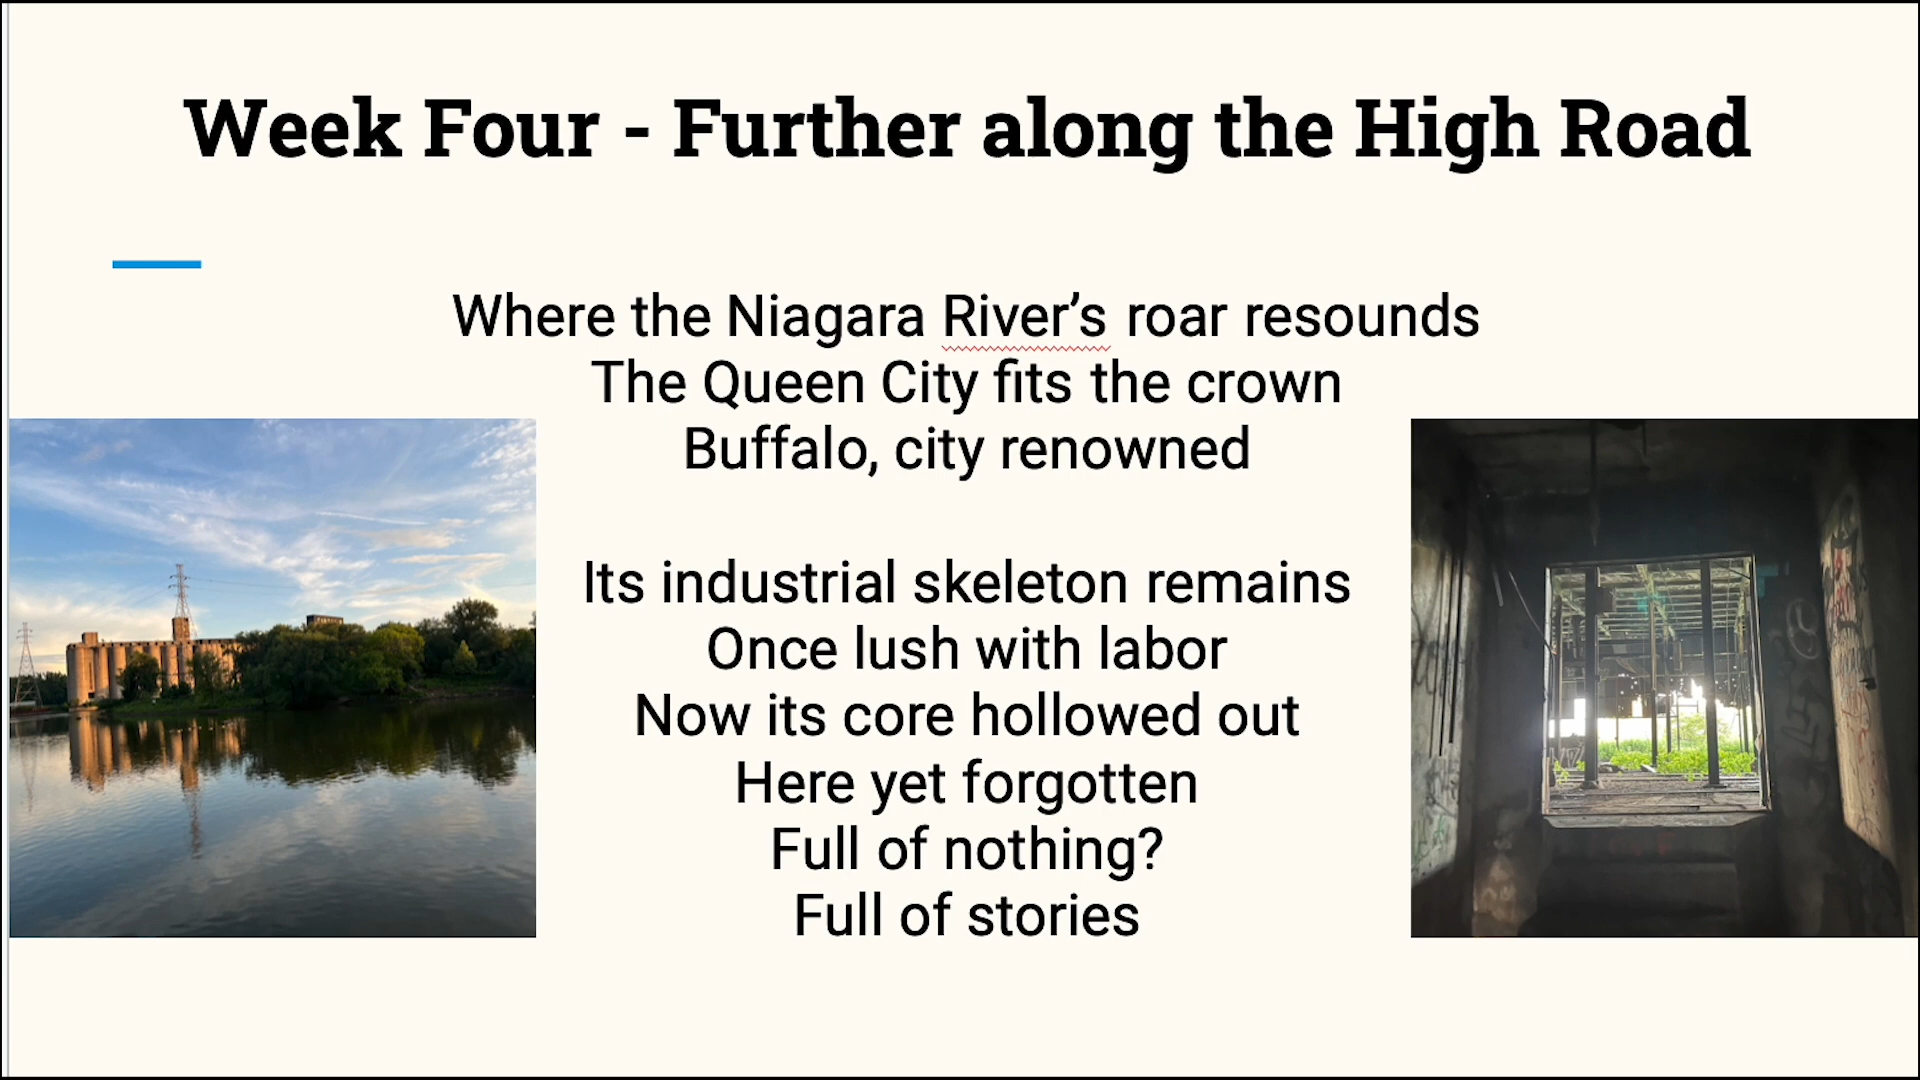 Week Four - Further along the High Road
Where the Niagara River’s roar resounds
The Queen City fits the crown
Buffalo, city renowned
Its industrial skeleton remains
Once lush with labor
Now its core hollowed out
Here yet forgotten
Full of nothing?
Full of stories